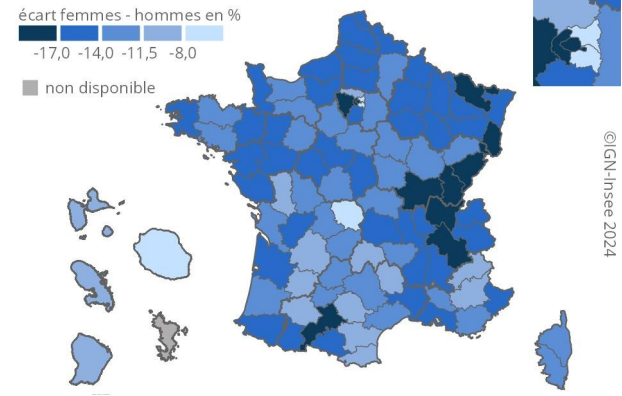 écart femmes - hommes en %
-17,0 -14,0 -11,5 -8,0
non disponible
©IGN-Insee 2024